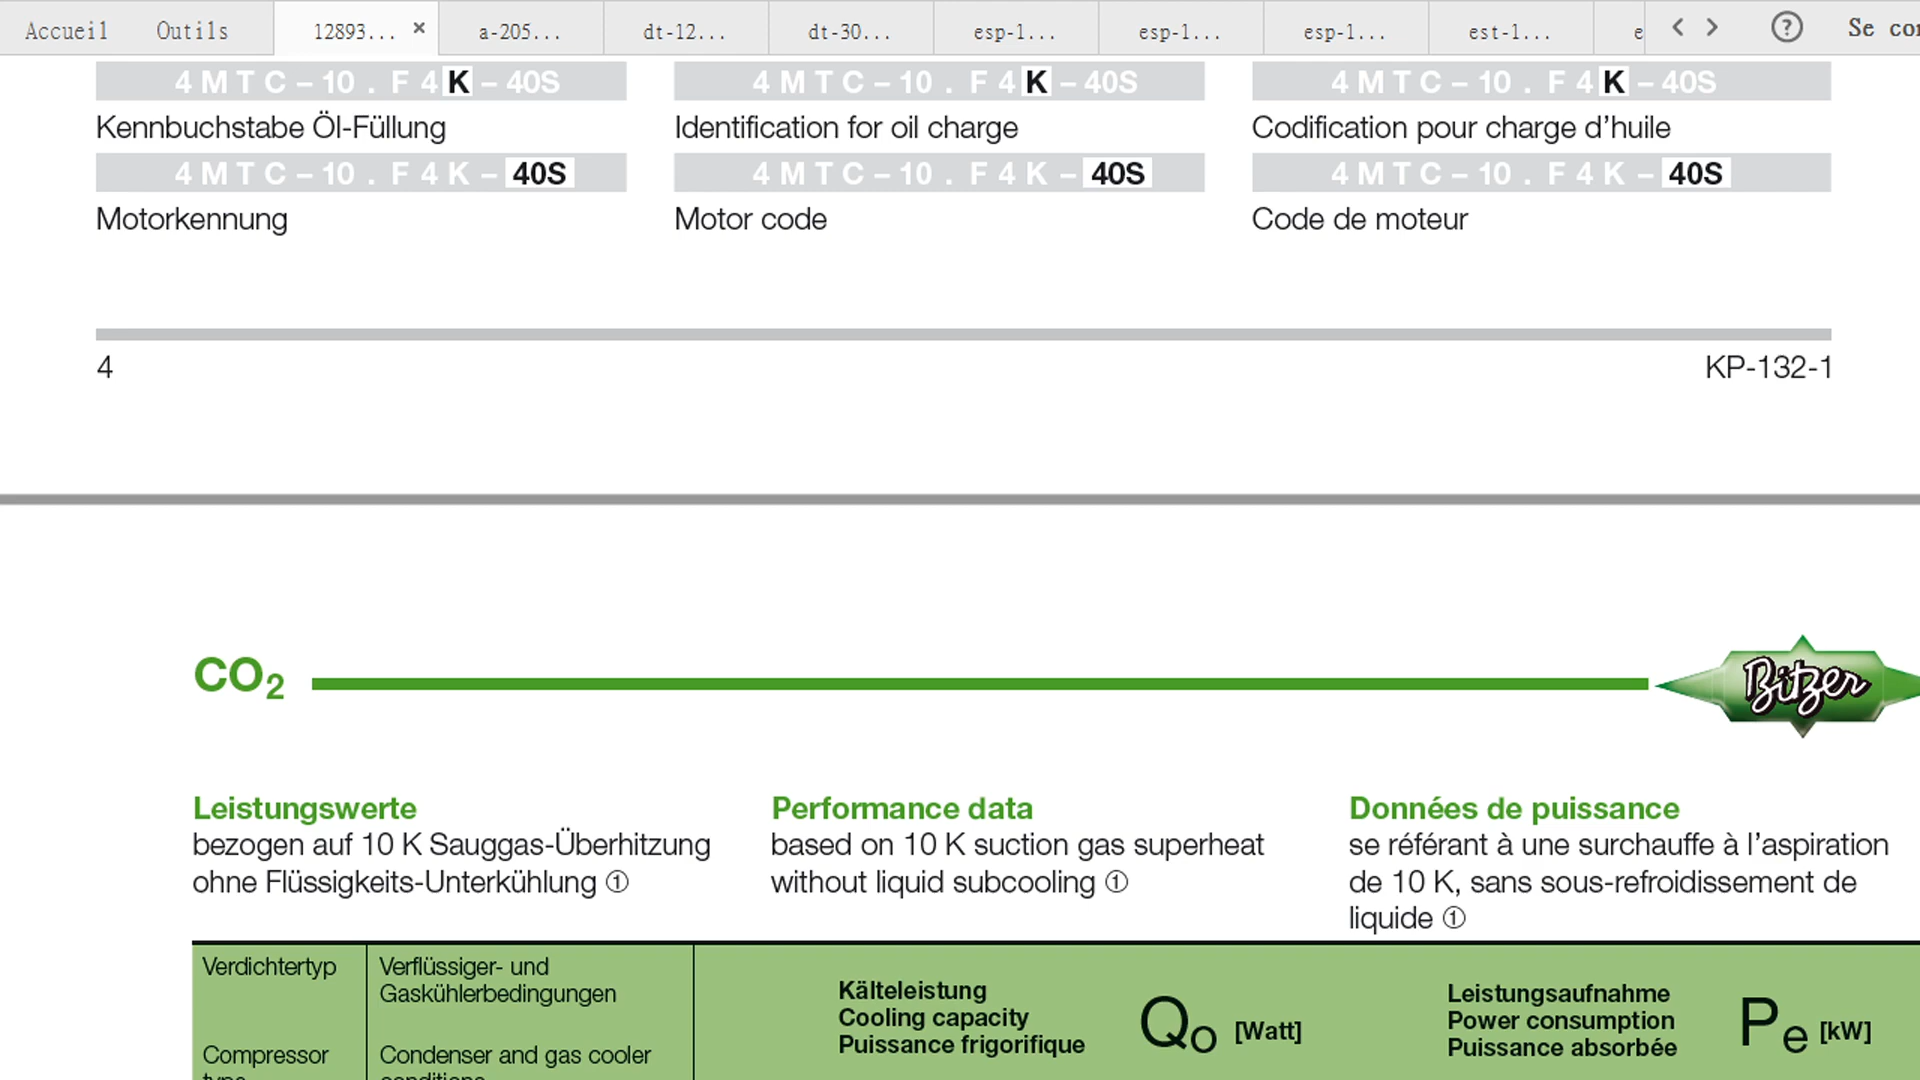 Accueil Outils 12893... × a-205... dt-12... dt-30... esp-1... esp-1... esp-1... est-1... e ? Se co
4 M T C – 10 . F 4 K – 40S 4 M T C – 10 . F 4 K – 40S 4 M T C – 10 . F 4 K – 40S
Kennbuchstabe Öl-Füllung Identification for oil charge Codification pour charge d’huile
4 M T C – 10 . F 4 K – 40S 4 M T C – 10 . F 4 K – 40S 4 M T C – 10 . F 4 K – 40S
Motorkennung Motor code Code de moteur
4 KP-132-1
CO2 Bitzer
Leistungswerte
bezogen auf 10 K Sauggas-Überhitzung
ohne Flüssigkeits-Unterkühlung ①
Performance data
based on 10 K suction gas superheat
without liquid subcooling ①
Données de puissance
se référant à une surchauffe à l’aspiration
de 10 K, sans sous-refroidissement de
liquide ①
Verdichtertyp
Compressor
type
Verflüssiger- und
Gaskühlerbedingungen
Condenser and gas cooler
conditions
Kälteleistung
Cooling capacity
Puissance frigorifique
Qo [Watt]
Leistungsaufnahme
Power consumption
Puissance absorbée
Pe [kW]